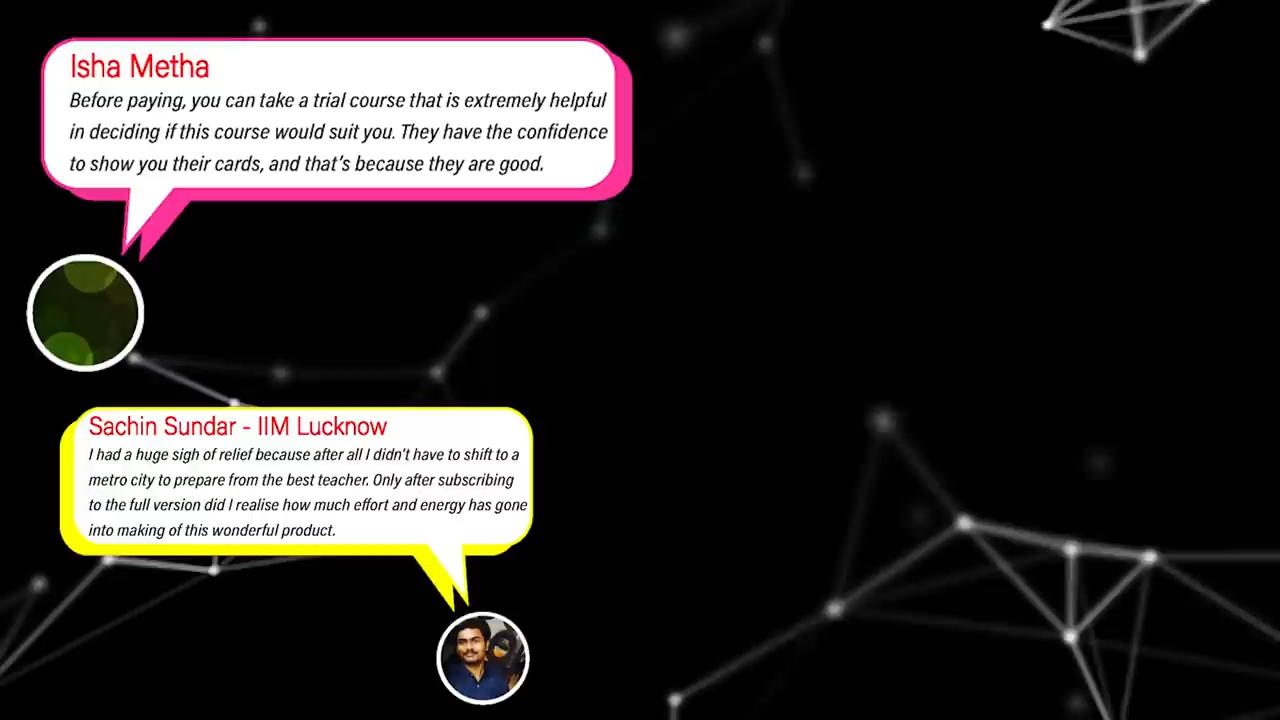 Isha Metha
Before paying, you can take a trial course that is extremely helpful
in deciding if this course would suit you. They have the confidence
to show you their cards, and that's because they are good.
Sachin Sundar - IIM Lucknow
I had a huge sigh of relief because after all I didn't have to shift to a
metro city to prepare from the best teacher. Only after subscribing
to the full version did I realise how much effort and energy has gone
into making of this wonderful product.